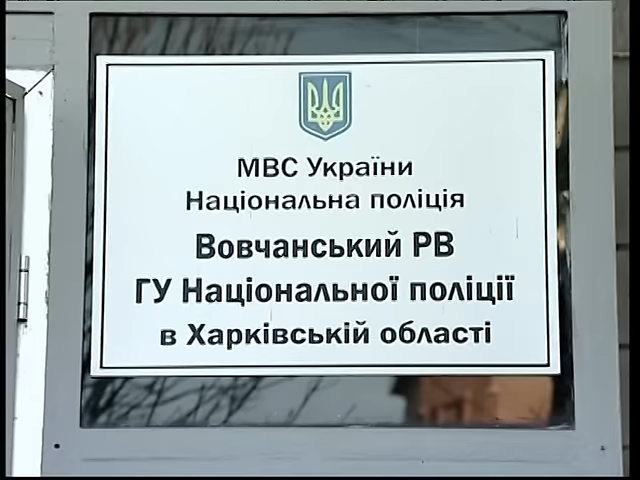 МВС України
Національна поліція
Вовчанський РВ
ГУ Національної поліції
в Харківській області